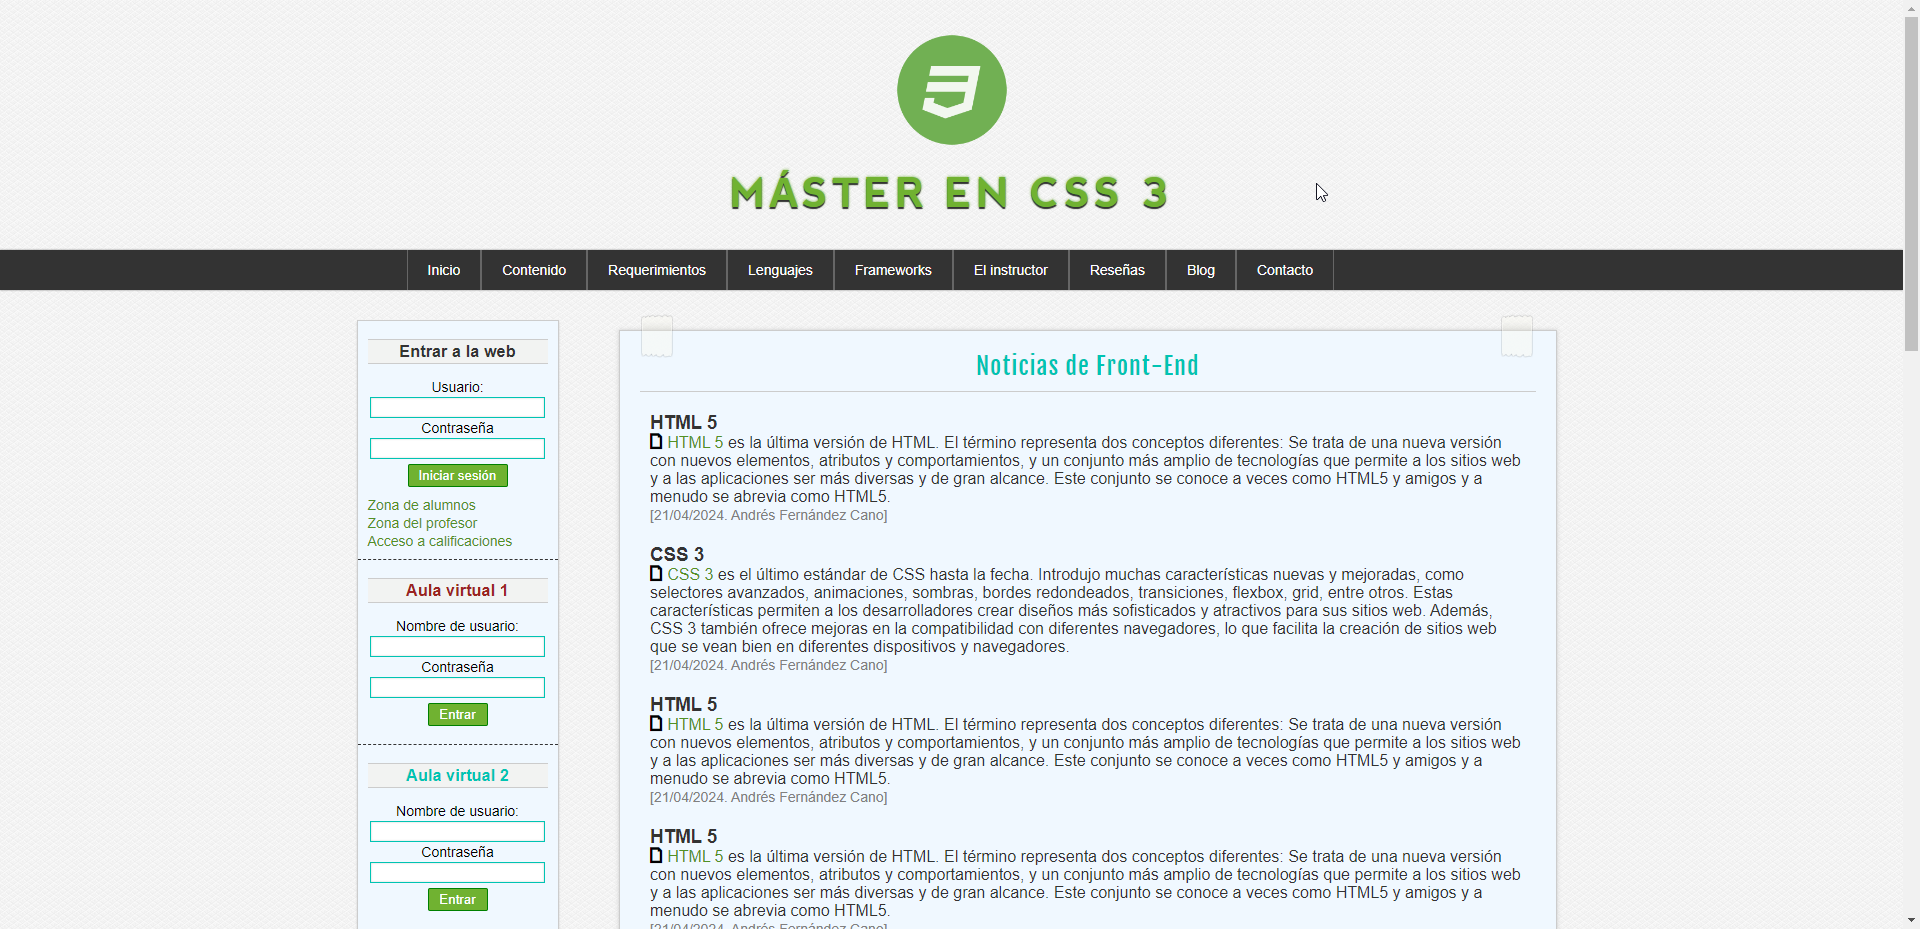 MÁSTER EN CSS 3
Inicio
Contenido
Requerimientos
Lenguajes
Frameworks
El instructor
Reseñas
Blog
Contacto
Entrar a la web
Usuario:
Contraseña
Iniciar sesión
Zona de alumnos
Zona del profesor
Acceso a calificaciones
Aula virtual 1
Nombre de usuario:
Contraseña
Entrar
Aula virtual 2
Nombre de usuario:
Contraseña
Entrar
Noticias de Front-End
HTML 5
HTML 5 es la última versión de HTML. El término representa dos conceptos diferentes: Se trata de una nueva versión
con nuevos elementos, atributos y comportamientos, y un conjunto más amplio de tecnologías que permite a los sitios web
y a las aplicaciones ser más diversas y de gran alcance. Este conjunto se conoce a veces como HTML5 y amigos y a
menudo se abrevia como HTML5.
[21/04/2024. Andrés Fernández Cano]
CSS 3
CSS 3 es el último estándar de CSS hasta la fecha. Introdujo muchas características nuevas y mejoradas, como
selectores avanzados, animaciones, sombras, bordes redondeados, transiciones, flexbox, grid, entre otros. Estas
características permiten a los desarrolladores crear diseños más sofisticados y atractivos para sus sitios web. Además,
CSS 3 también ofrece mejoras en la compatibilidad con diferentes navegadores, lo que facilita la creación de sitios web
que se vean bien en diferentes dispositivos y navegadores.
[21/04/2024. Andrés Fernández Cano]
HTML 5
HTML 5 es la última versión de HTML. El término representa dos conceptos diferentes: Se trata de una nueva versión
con nuevos elementos, atributos y comportamientos, y un conjunto más amplio de tecnologías que permite a los sitios web
y a las aplicaciones ser más diversas y de gran alcance. Este conjunto se conoce a veces como HTML5 y amigos y a
menudo se abrevia como HTML5.
[21/04/2024. Andrés Fernández Cano]
HTML 5
HTML 5 es la última versión de HTML. El término representa dos conceptos diferentes: Se trata de una nueva versión
con nuevos elementos, atributos y comportamientos, y un conjunto más amplio de tecnologías que permite a los sitios web
y a las aplicaciones ser más diversas y de gran alcance. Este conjunto se conoce a veces como HTML5 y amigos y a
menudo se abrevia como HTML5.
[21/04/2024. Andrés Fernández Cano]